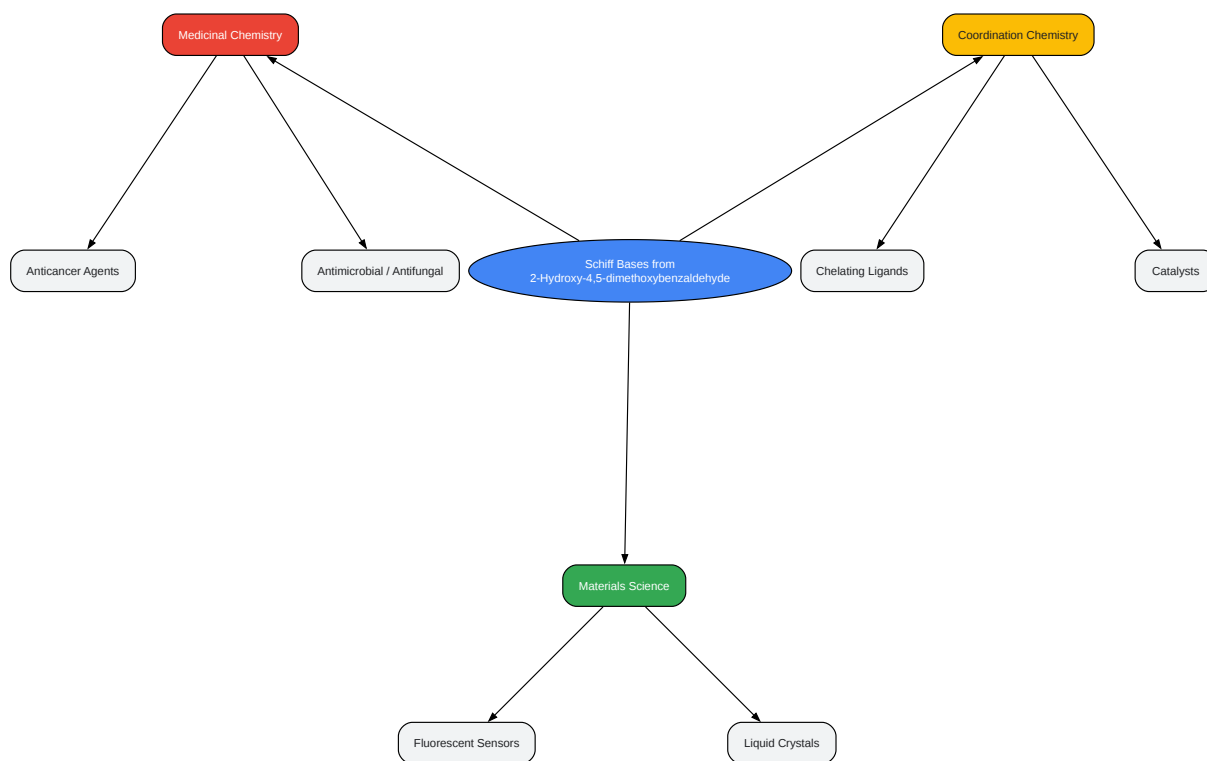 Medicinal Chemistry
Coordination Chemistry
Anticancer Agents
Antimicrobial / Antifungal
Schiff Bases from
2-Hydroxy-4,5-dimethoxybenzaldehyde
Chelating Ligands
Catalysts
Materials Science
Fluorescent Sensors
Liquid Crystals